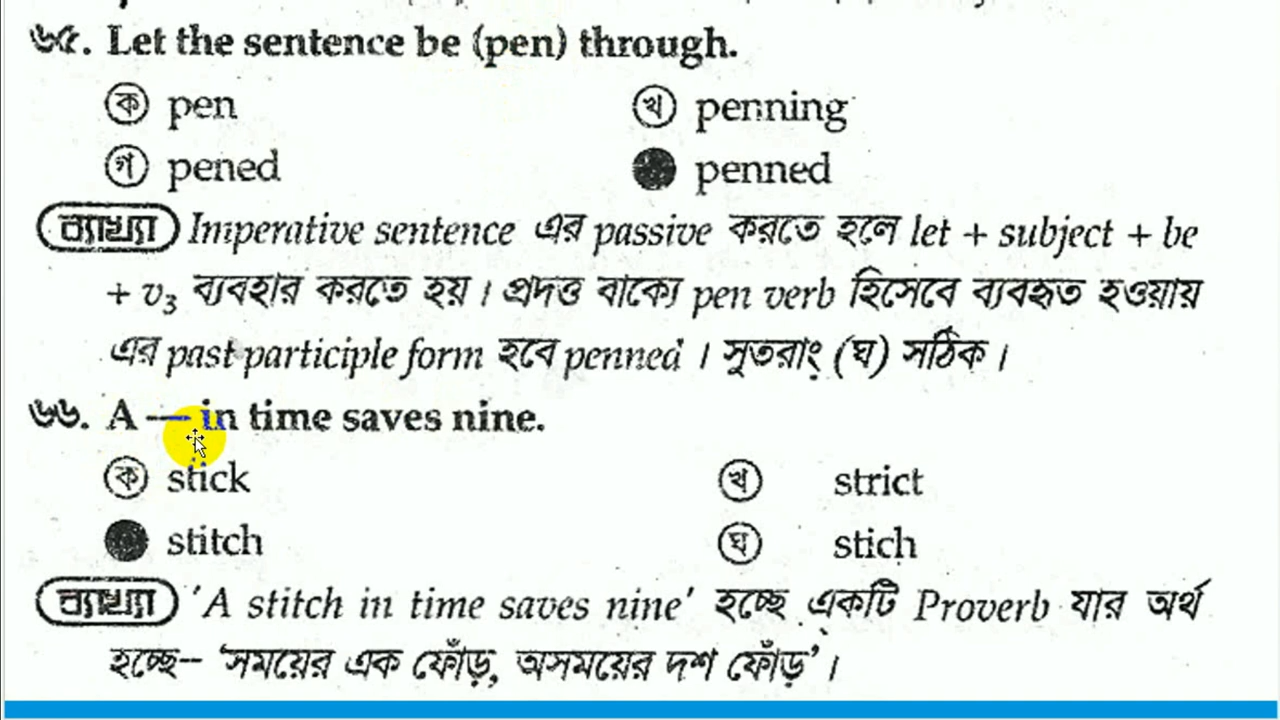 ৬৫. Let the sentence be (pen) through.
ক pen খ penning
গ pened penned
ব্যাখ্যা Imperative sentence এর passive করতে হলে let + subject + be
+ v₃ ব্যবহার করতে হয়। প্রদত্ত বাক্যে pen verb হিসেবে ব্যবহৃত হওয়ায়
এর past participle form হবে penned । সুতরাং (ঘ) সঠিক।
৬৬. A — in time saves nine.
ক stick খ strict
stitch ঘ stich
ব্যাখ্যা 'A stitch in time saves nine' হচ্ছে একটি Proverb যার অর্থ
হচ্ছে– 'সময়ের এক ফোঁড়, অসময়ের দশ ফোঁড়'।